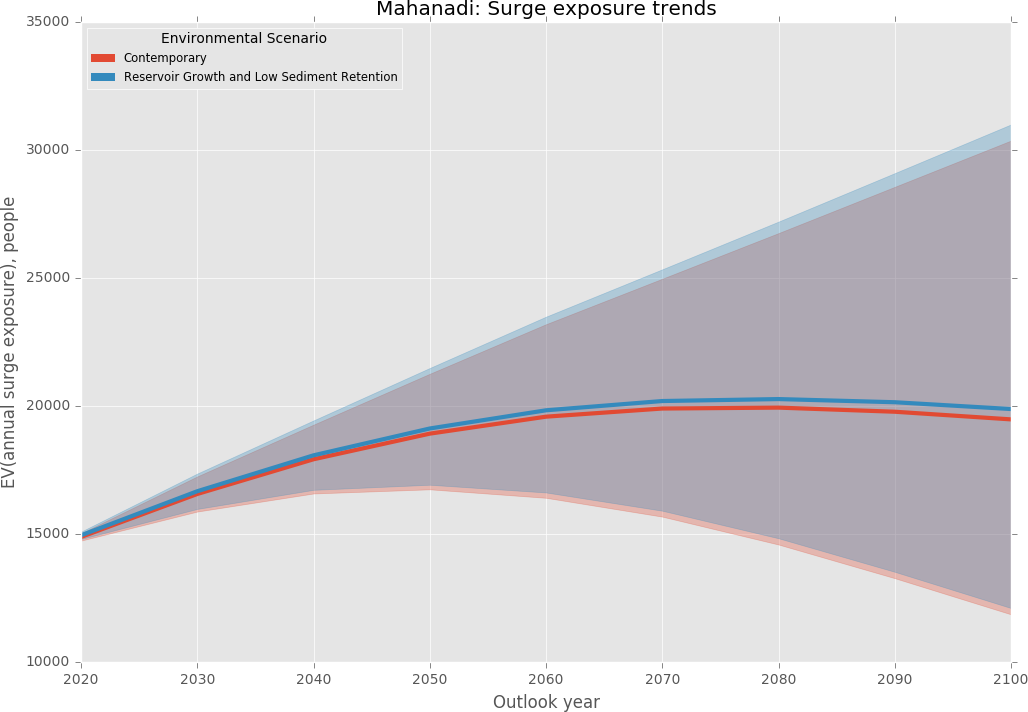 Mahanadi: Surge exposure trends
Environmental Scenario
Contemporary
Reservoir Growth and Low Sediment Retention
EV(annual surge exposure), people
35000
30000
25000
20000
15000
10000
2020 2030 2040 2050 2060 2070 2080 2090 2100
Outlook year